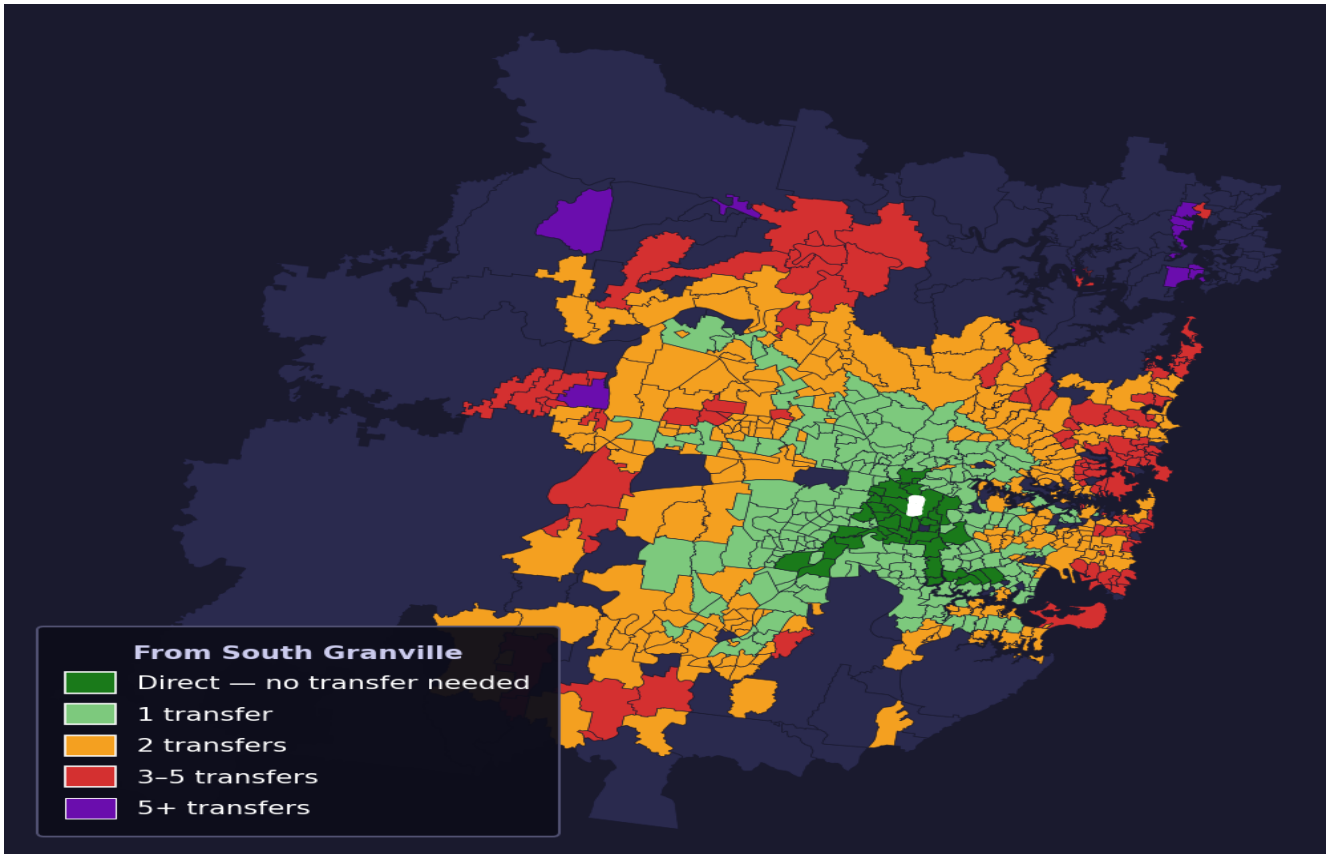 From South Granville
Direct — no transfer needed
1 transfer
2 transfers
3–5 transfers
5+ transfers